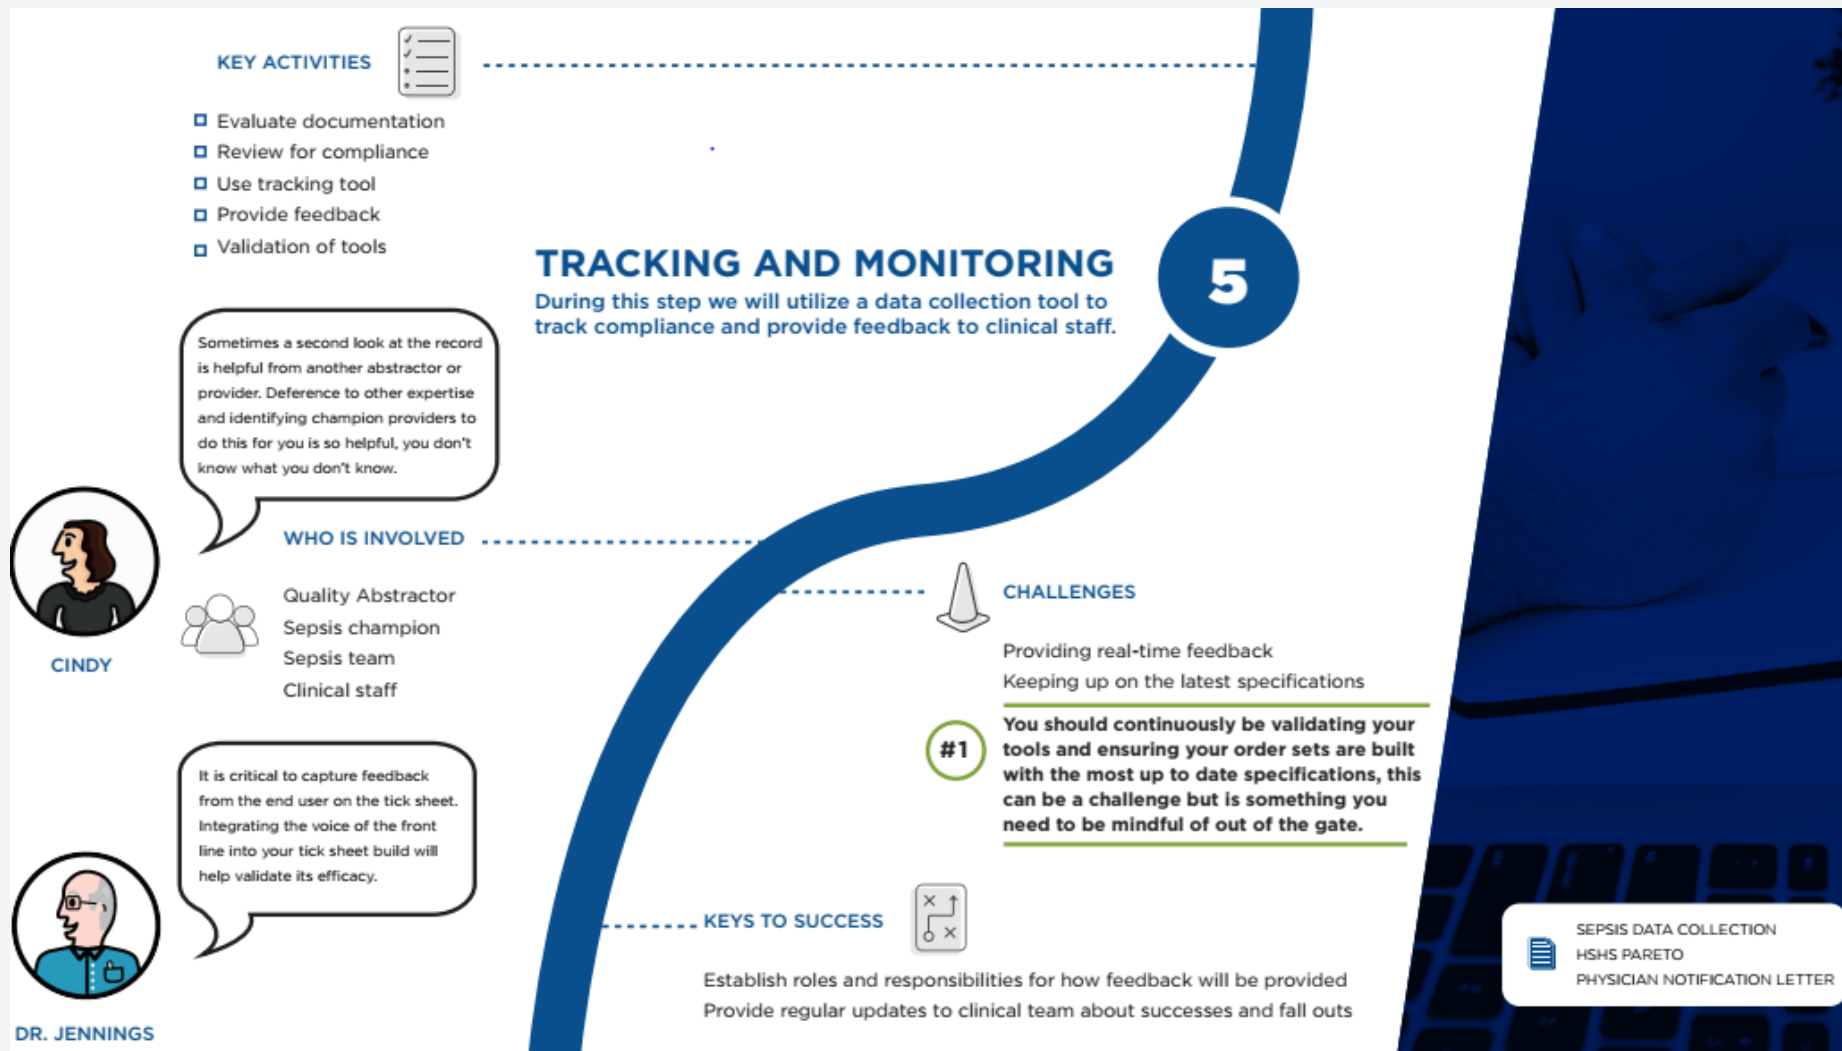 KEY ACTIVITIES
Evaluate documentation
Review for compliance
Use tracking tool
Provide feedback
Validation of tools
TRACKING AND MONITORING
During this step we will utilize a data collection tool to
track compliance and provide feedback to clinical staff.
5
Sometimes a second look at the record
is helpful from another abstractor or
provider. Deference to other expertise
and identifying champion providers to
do this for you is so helpful, you don't
know what you don't know.
CINDY
WHO IS INVOLVED
Quality Abstractor
Sepsis champion
Sepsis team
Clinical staff
CHALLENGES
Providing real-time feedback
Keeping up on the latest specifications
#1
You should continuously be validating your
tools and ensuring your order sets are built
with the most up to date specifications, this
can be a challenge but is something you
need to be mindful of out of the gate.
It is critical to capture feedback
from the end user on the tick sheet.
Integrating the voice of the front
line into your tick sheet build will
help validate its efficacy.
DR. JENNINGS
KEYS TO SUCCESS
Establish roles and responsibilities for how feedback will be provided
Provide regular updates to clinical team about successes and fall outs
SEPSIS DATA COLLECTION
HSHS PARETO
PHYSICIAN NOTIFICATION LETTER